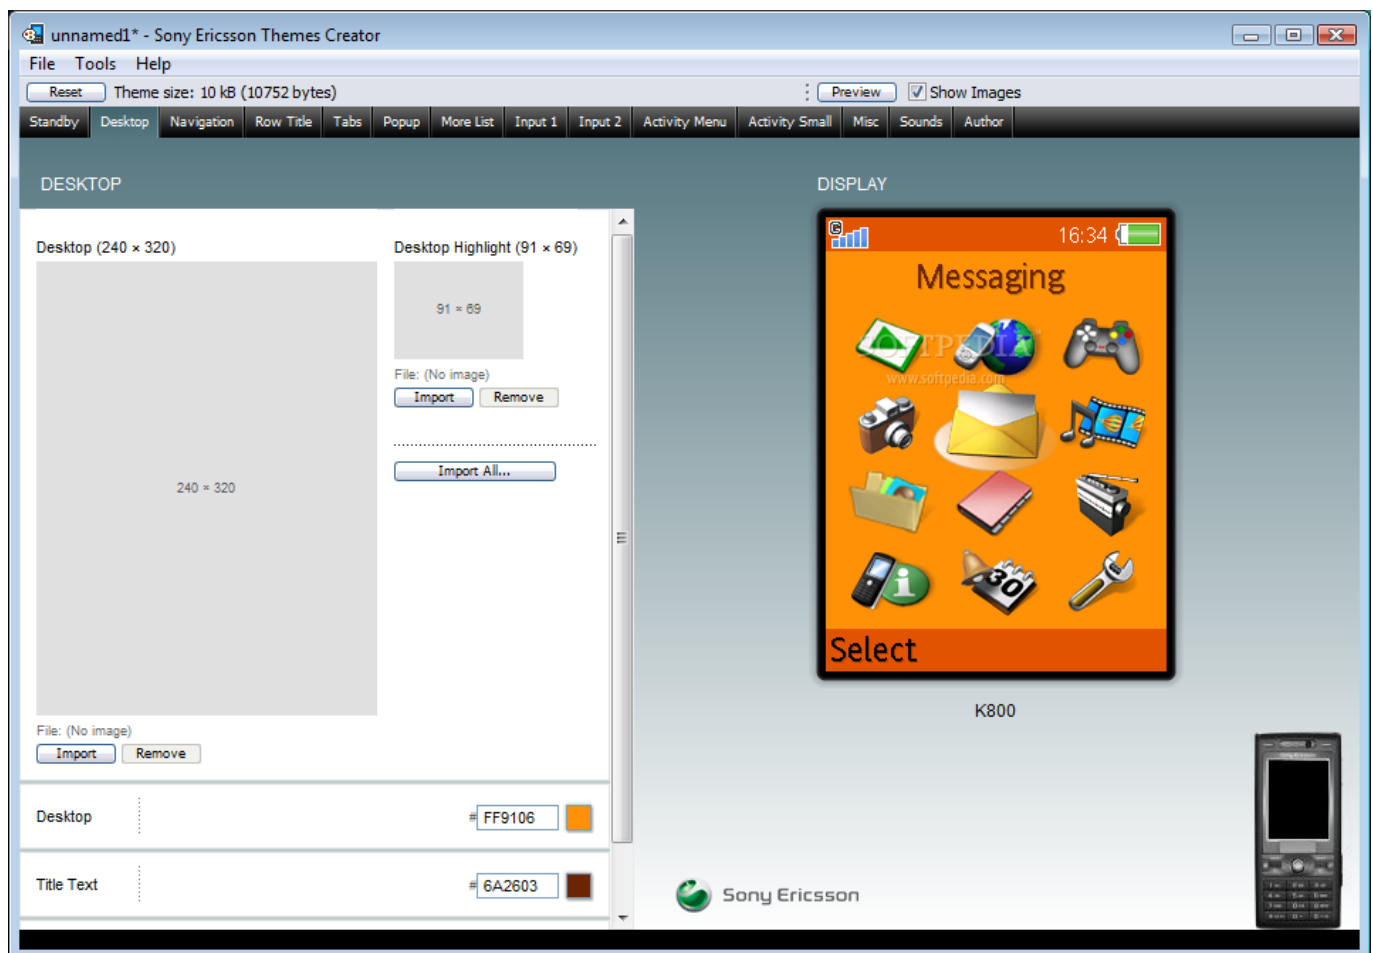 unnamed1* - Sony Ericsson Themes Creator
File Tools Help
Reset Theme size: 10 kB (10752 bytes) Preview Show Images
Standby Desktop Navigation Row Title Tabs Popup More List Input 1 Input 2 Activity Menu Activity Small Misc Sounds Author
DESKTOP
Desktop (240 × 320)
240 × 320
File: (No image)
Import Remove
Desktop Highlight (91 × 69)
91 × 69
File: (No image)
Import Remove
Import All...
Desktop # FF9106
Title Text # 6A2603
DISPLAY
G 16:34
Messaging
SOFTPEDIA
www.softpedia.com
30
Select
K800
Sony Ericsson